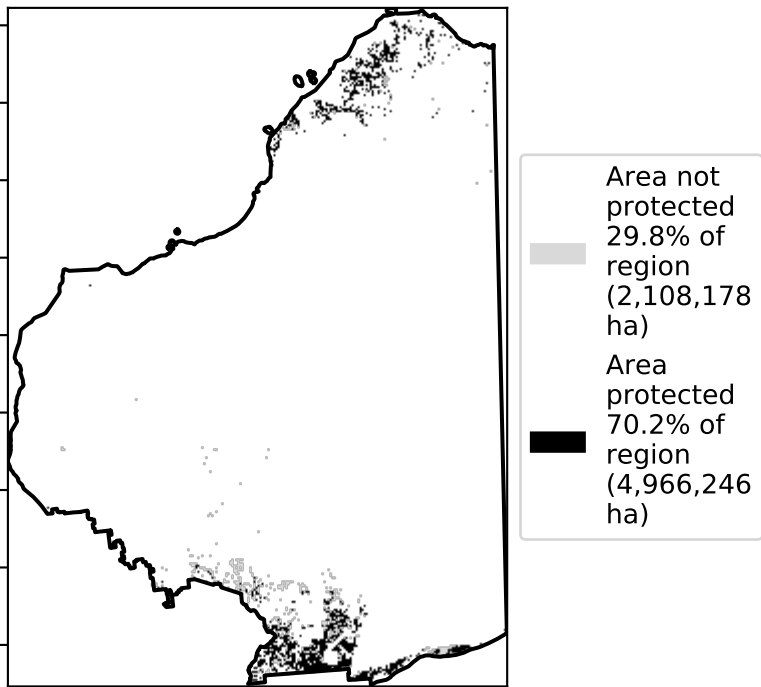 Area not
protected
29.8% of
region
(2,108,178
ha)
Area
protected
70.2% of
region
(4,966,246
ha)